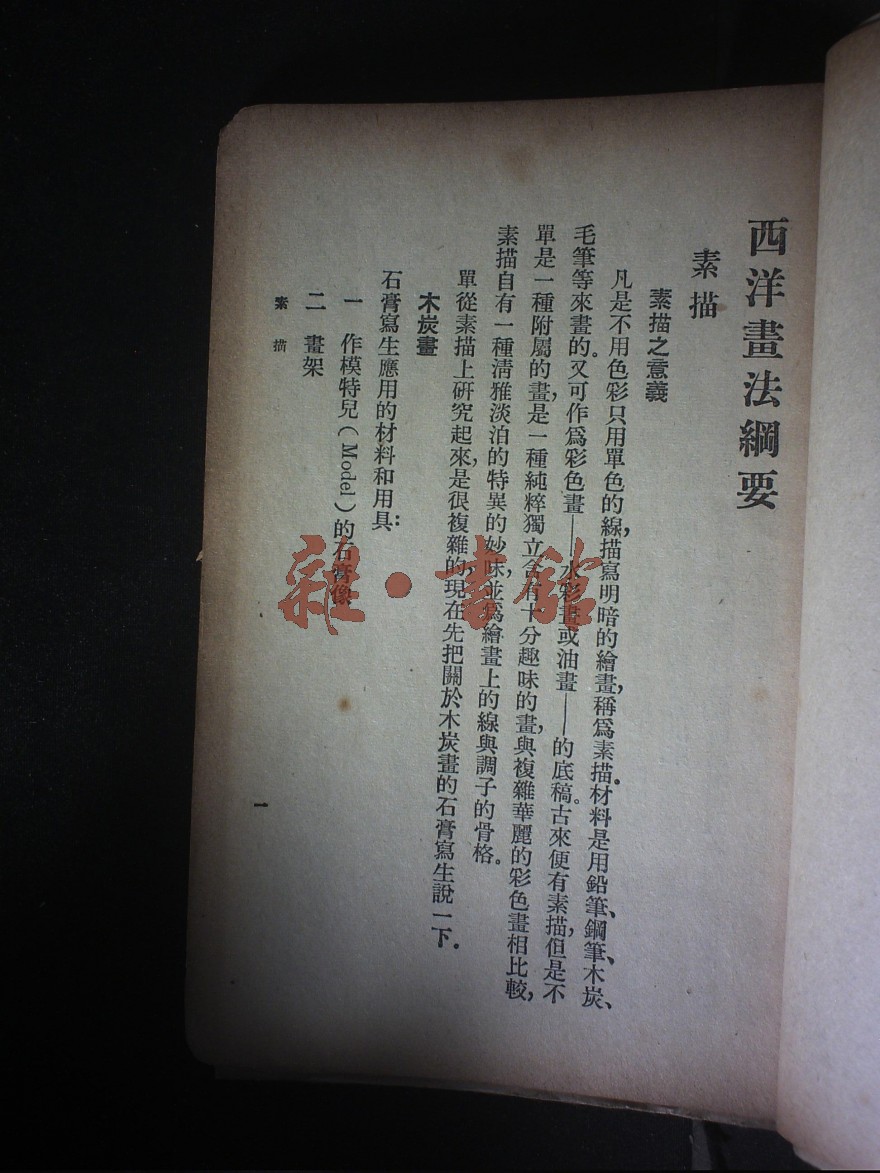 西洋畫法綱要
素描
素描之意義
凡是不用色彩只用單色的線，描寫明暗的繪畫，稱爲素描．材料是用鉛筆、鋼筆、木炭、
毛筆等來畫的。又可作爲彩色畫——水彩畫或油畫——的底稿。古來便有素描，但是不
單是一種附屬的畫，是一種純粹獨立含有十分趣味的畫，與複雜華麗的彩色畫相比較，
素描自有一種清雅淡泊的特異的妙味，並爲繪畫上的線與調子的骨格。
木炭畫
單從素描上研究起來，是很複雜的，現在先把關於木炭畫的石膏寫生說一下．
石膏寫生應用的材料和用具：
一　作模特兒（Model）的石膏像
二　畫架
素描
一
雜·書館